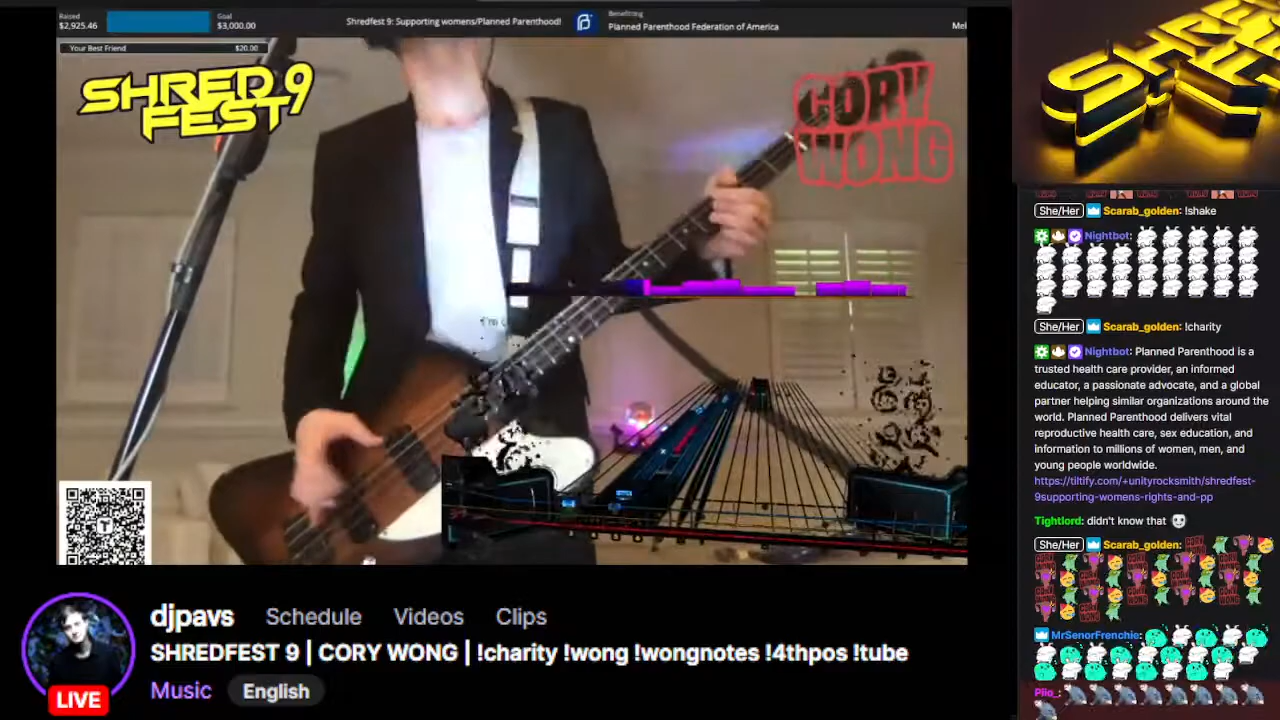 Raised
$2,925.46
Goal
$3,000.00
Shredfest 9: Supporting womens/Planned Parenthood!
Benefiting
Planned Parenthood Federation of America
Mel
Your Best Friend
$20.00
SHRED 9
FEST
CORY
WONG
She/Her Scarab_golden: !shake
Nightbot:
She/Her Scarab_golden: !charity
Nightbot: Planned Parenthood is a
trusted health care provider, an informed
educator, a passionate advocate, and a global
partner helping similar organizations around the
world. Planned Parenthood delivers vital
reproductive health care, sex education, and
information to millions of women, men, and
young people worldwide.
https://tiltify.com/+unityrocksmith/shredfest-
9supporting-womens-rights-and-pp
Tightlord: didn't know that
She/Her Scarab_golden:
MrSenorFrenchie:
Piio_:
djpavs Schedule Videos Clips
SHREDFEST 9 | CORY WONG | !charity !wong !wongnotes !4thpos !tube
Music English
LIVE